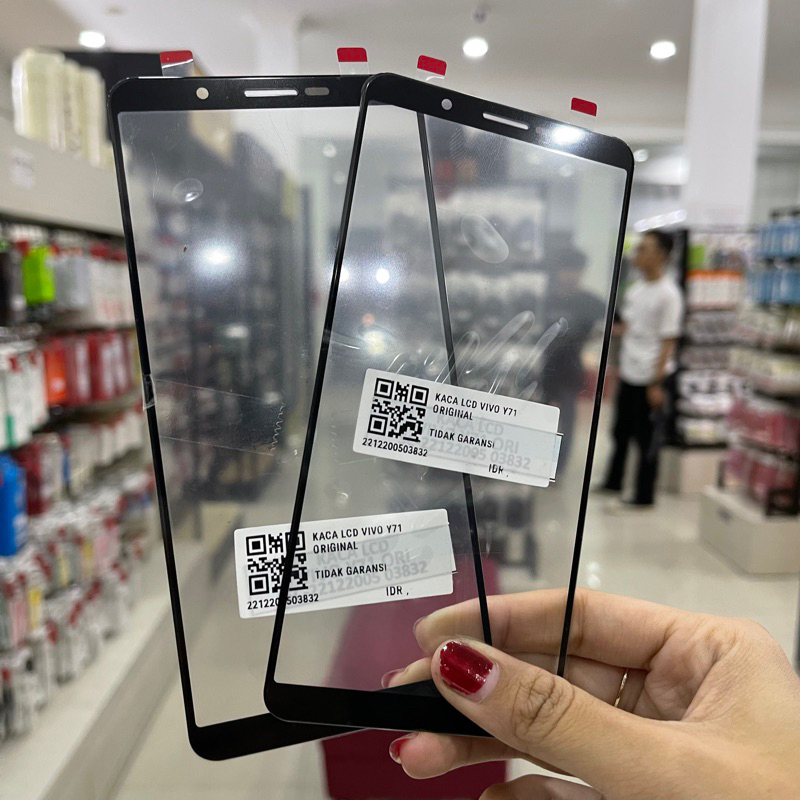 KACA LCD VIVO Y71
ORIGINAL
TIDAK GARANSI
2212200503832
IDR ,
KACA LCD VIVO Y71
ORIGINAL
TIDAK GARANSI
2212200503832
IDR ,